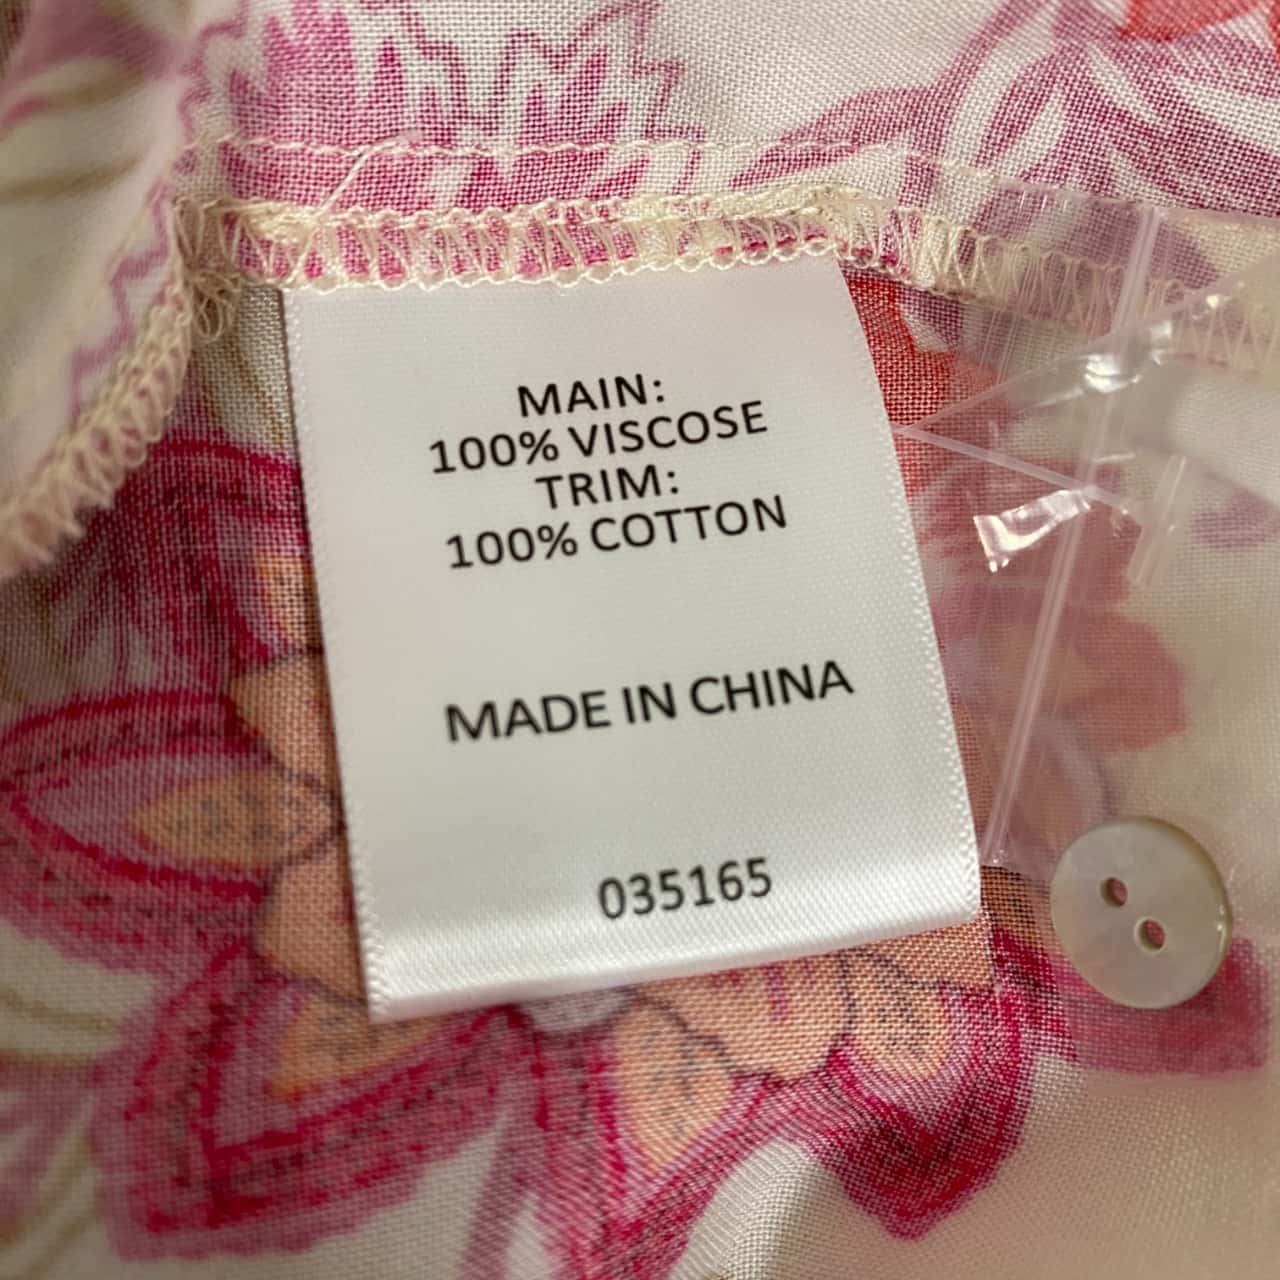 MAIN:
100% VISCOSE
TRIM:
100% COTTON
MADE IN CHINA
035165